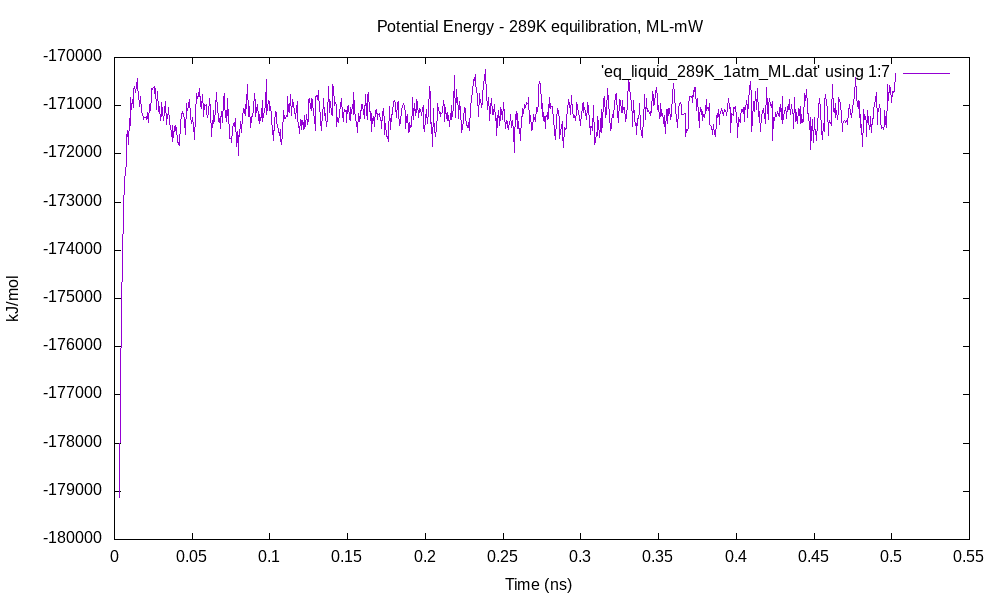 Potential Energy - 289K equilibration, ML-mW
'eq_liquid_289K_1atm_ML.dat' using 1:7
-170000
-171000
-172000
-173000
-174000
-175000
-176000
-177000
-178000
-179000
-180000
kJ/mol
0 0.05 0.1 0.15 0.2 0.25 0.3 0.35 0.4 0.45 0.5 0.55
Time (ns)